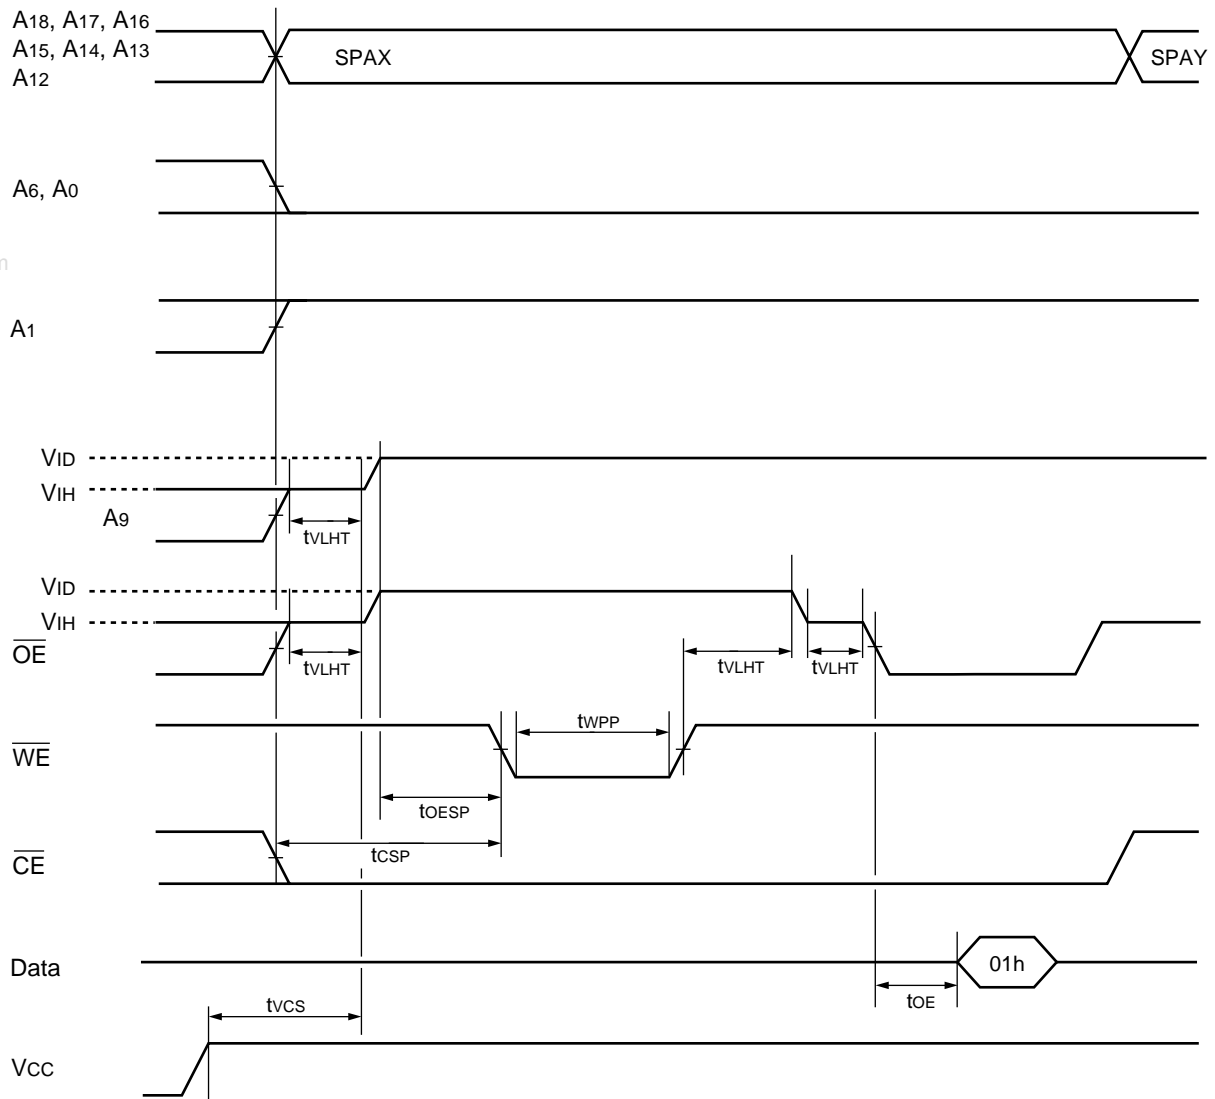 A18, A17, A16
A15, A14, A13
A12
SPAX
SPAY
A6, A0
m
A1
VID
VIH
A9
tVLHT
VID
VIH
OE
tVLHT
tVLHT
tVLHT
WE
tWPP
tOESP
CE
tCSP
Data
01h
tOE
tVCS
VCC